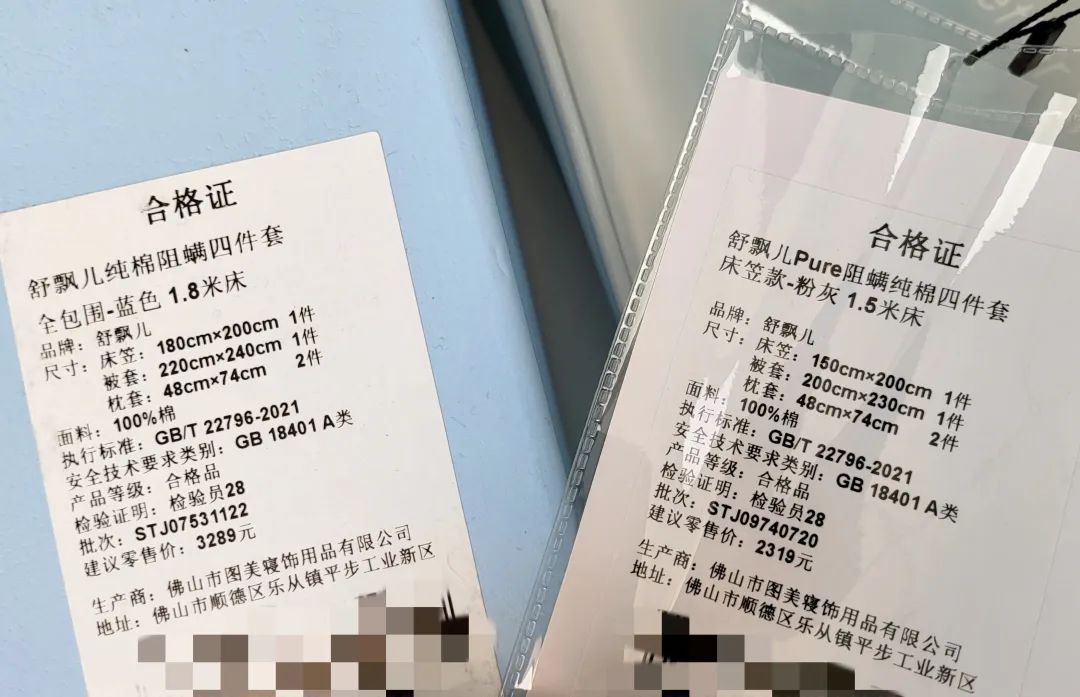 合格证
舒飘儿纯棉阻螨四件套
全包围-蓝色 1.8米床
品牌：舒飘儿
尺寸：床笠：180cm×200cm 1件
被套：220cm×240cm 1件
枕套：48cm×74cm 2件
面料：100%棉
执行标准：GB/T 22796-2021
安全技术要求类别：GB 18401 A类
产品等级：合格品
检验证明：检验员28
批次：STJ07531122
建议零售价：3289元
生产商：佛山市图美寝饰用品有限公司
地址：佛山市顺德区乐从镇平步工业新区
合格证
舒飘儿Pure阻螨纯棉四件套
床笠款-粉灰 1.5米床
品牌：舒飘儿
尺寸：床笠：150cm×200cm 1件
被套：200cm×230cm 1件
枕套：48cm×74cm 2件
面料：100%棉
执行标准：GB/T 22796-2021
安全技术要求类别：GB 18401 A类
产品等级：合格品
检验证明：检验员28
批次：STJ09740720
建议零售价：2319元
生产商：佛山市图美寝饰用品有限公司
地址：佛山市顺德区乐从镇平步工业新区